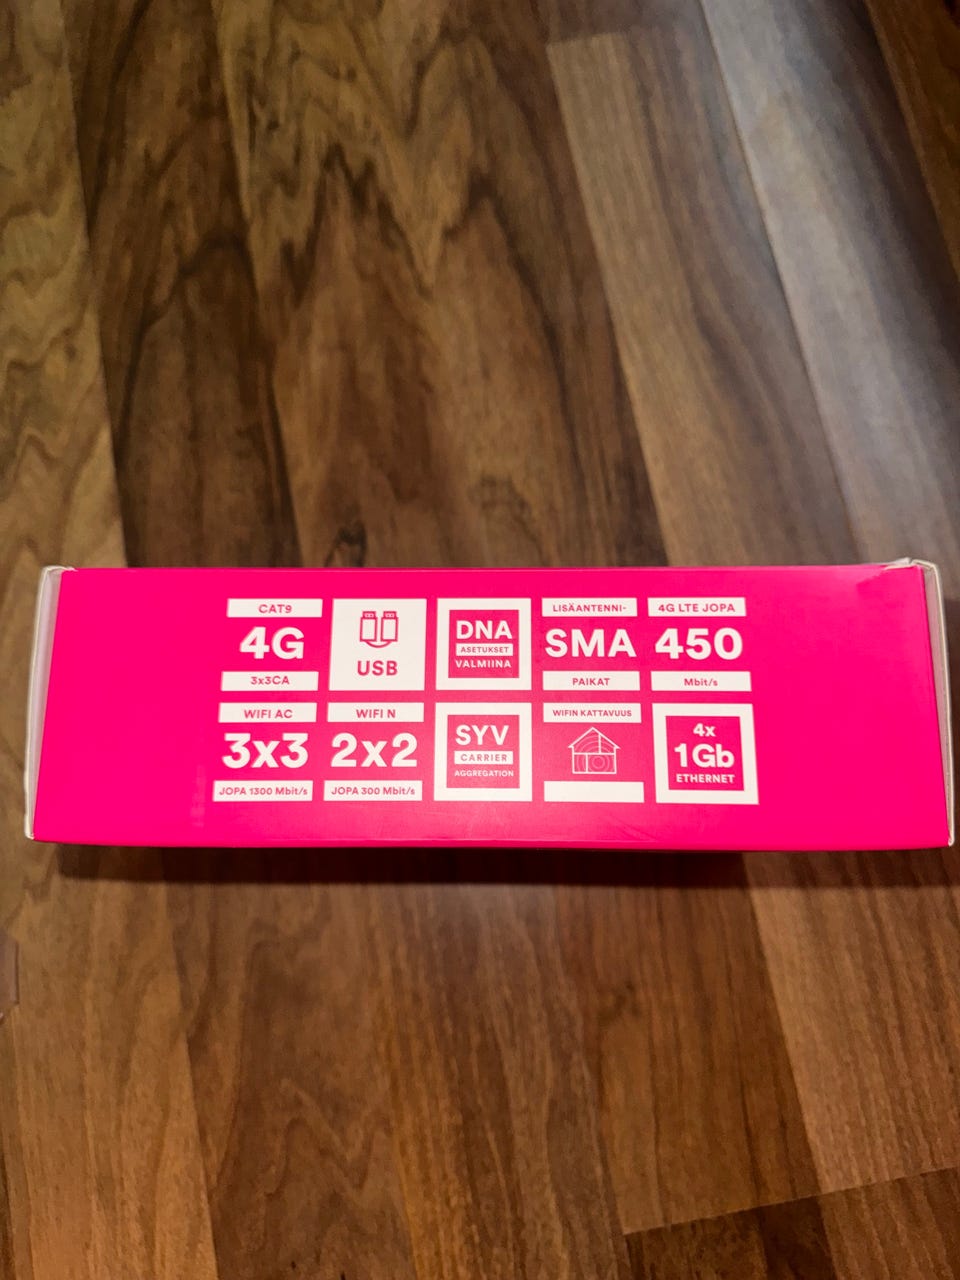 CAT9
4G
3x3CA
USB
DNA
ASETUKSET
VALMIINA
LISÄANTENNI-
SMA
PAIKAT
4G LTE JOPA
450
Mbit/s
WIFI AC
3x3
JOPA 1300 Mbit/s
WIFI N
2x2
JOPA 300 Mbit/s
SYV
CARRIER
AGGREGATION
WIFIN KATTAVUUS
4x
1Gb
ETHERNET